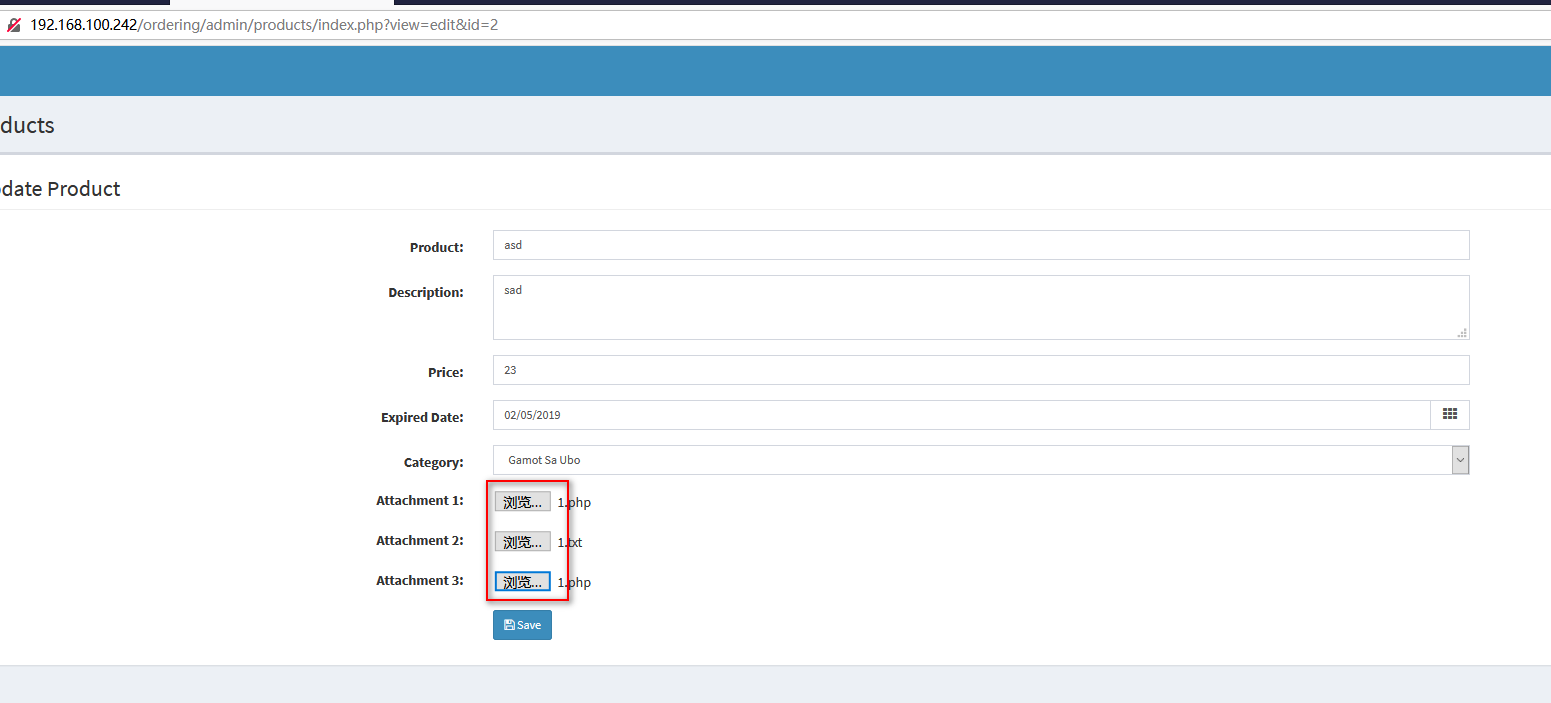 192.168.100.242/ordering/admin/products/index.php?view=edit&id=2
ducts
date Product
Product: asd
Description: sad
Price: 23
Expired Date: 02/05/2019
Category: Gamot Sa Ubo
Attachment 1: 浏览... 1.php
Attachment 2: 浏览... 1.txt
Attachment 3: 浏览... 1.php
Save